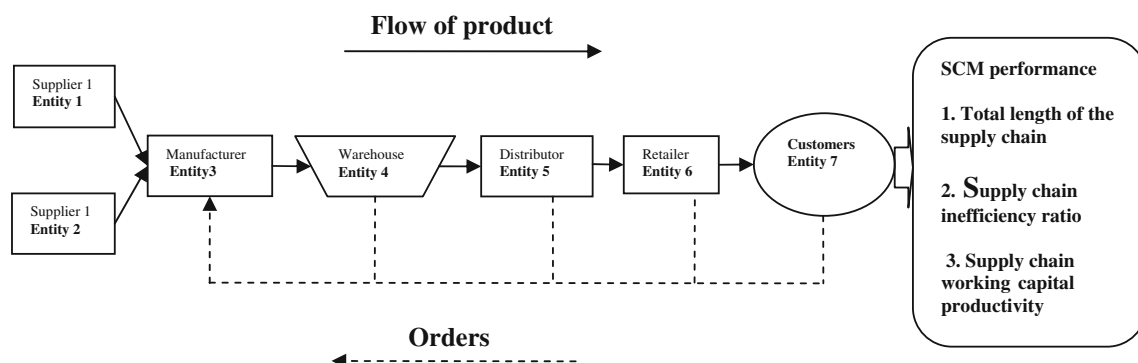 Flow of product
Supplier 1
Entity 1
Supplier 1
Entity 2
Manufacturer
Entity3
Warehouse
Entity 4
Distributor
Entity 5
Retailer
Entity 6
Customers
Entity 7
SCM performance
1. Total length of the
supply chain
2. Supply chain
inefficiency ratio
3. Supply chain
working capital
productivity
Orders